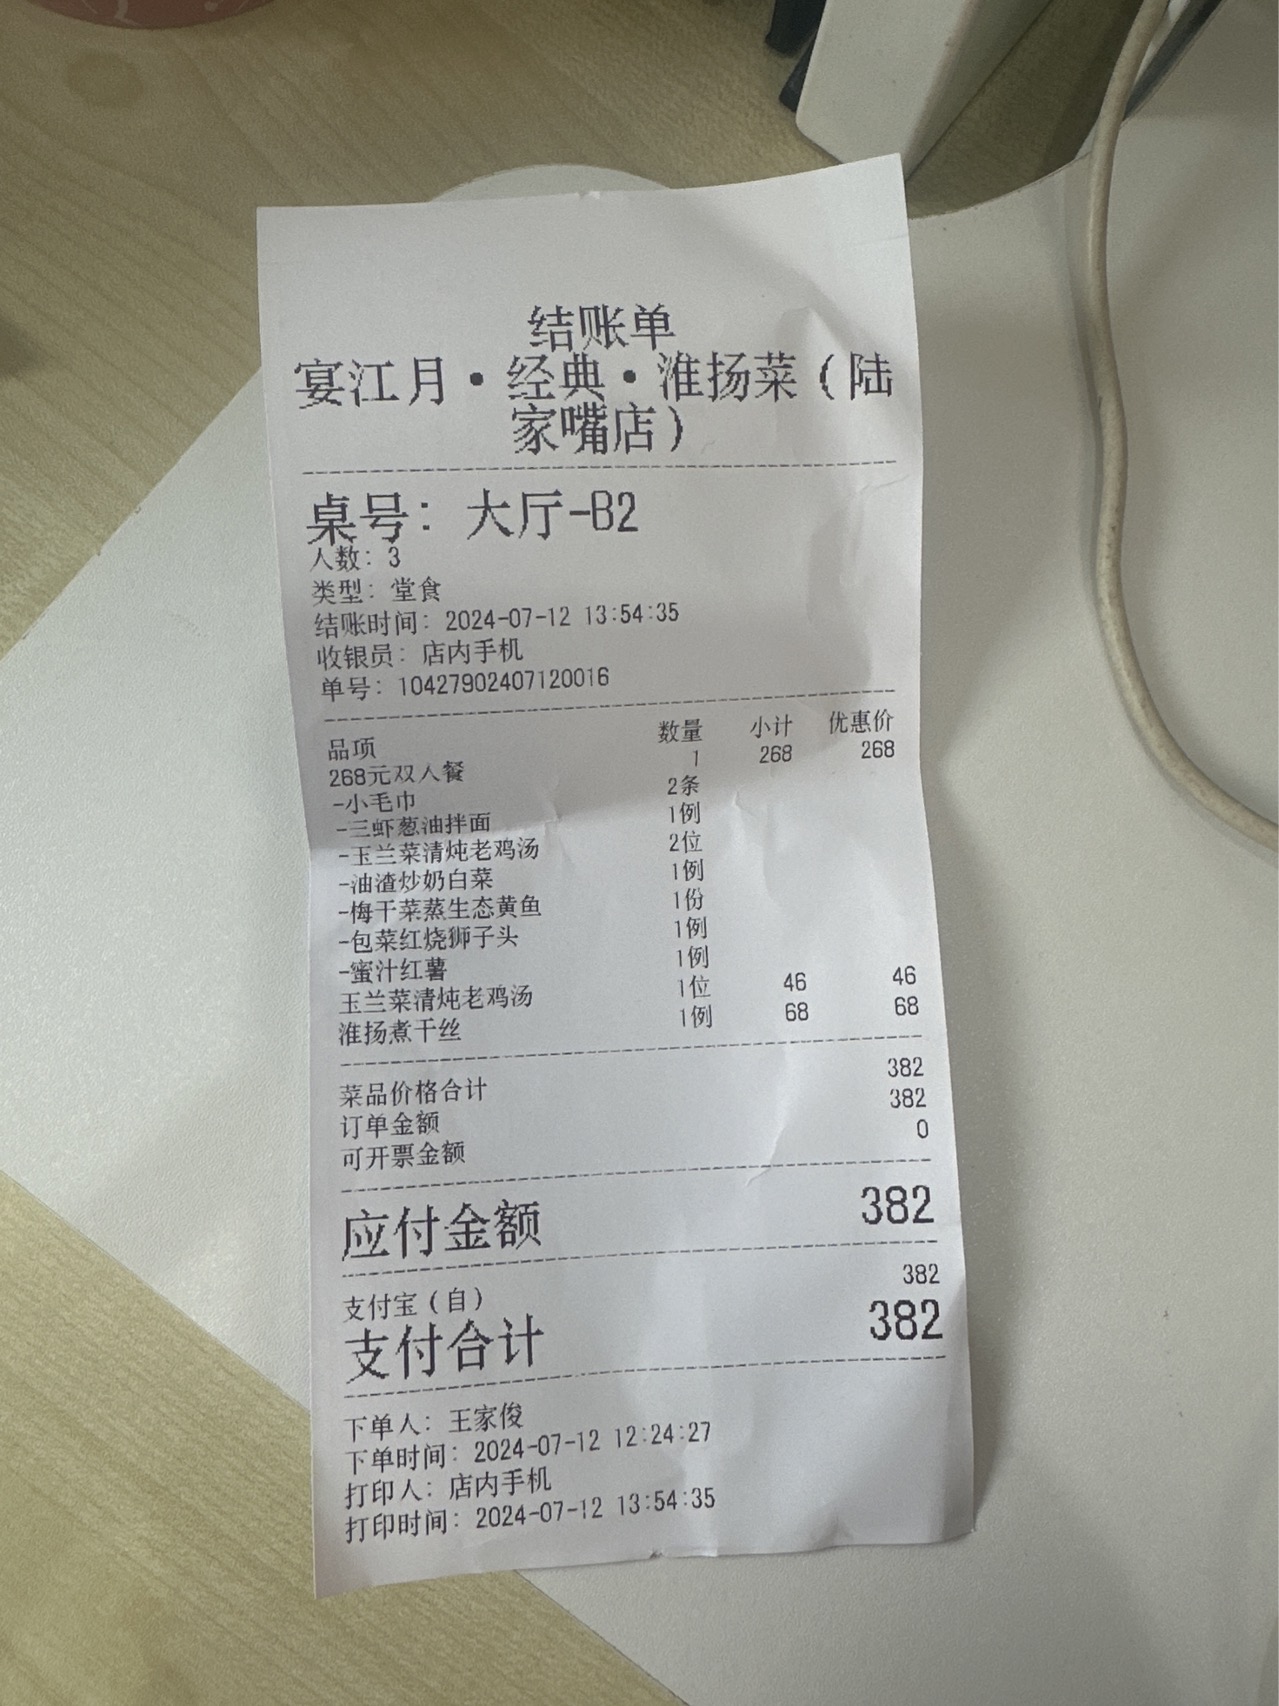 结账单
宴江月·经典·淮扬菜(陆
家嘴店)
桌号: 大厅-B2
人数: 3
类型: 堂食
结账时间: 2024-07-12 13:54:35
收银员: 店内手机
单号: 10427902407120016
品项 数量 小计 优惠价
268元双人餐 1 268 268
-小毛巾 2条
-三虾葱油拌面 1例
-玉兰菜清炖老鸡汤 2位
-油渣炒奶白菜 1例
-梅干菜蒸生态黄鱼 1份
-包菜红烧狮子头 1例
-蜜汁红薯 1例
玉兰菜清炖老鸡汤 1位 46 46
淮扬煮干丝 1例 68 68
菜品价格合计 382
订单金额 382
可开票金额 0
应付金额 382
支付宝(自) 382
支付合计 382
下单人: 王家俊
下单时间: 2024-07-12 12:24:27
打印人: 店内手机
打印时间: 2024-07-12 13:54:35